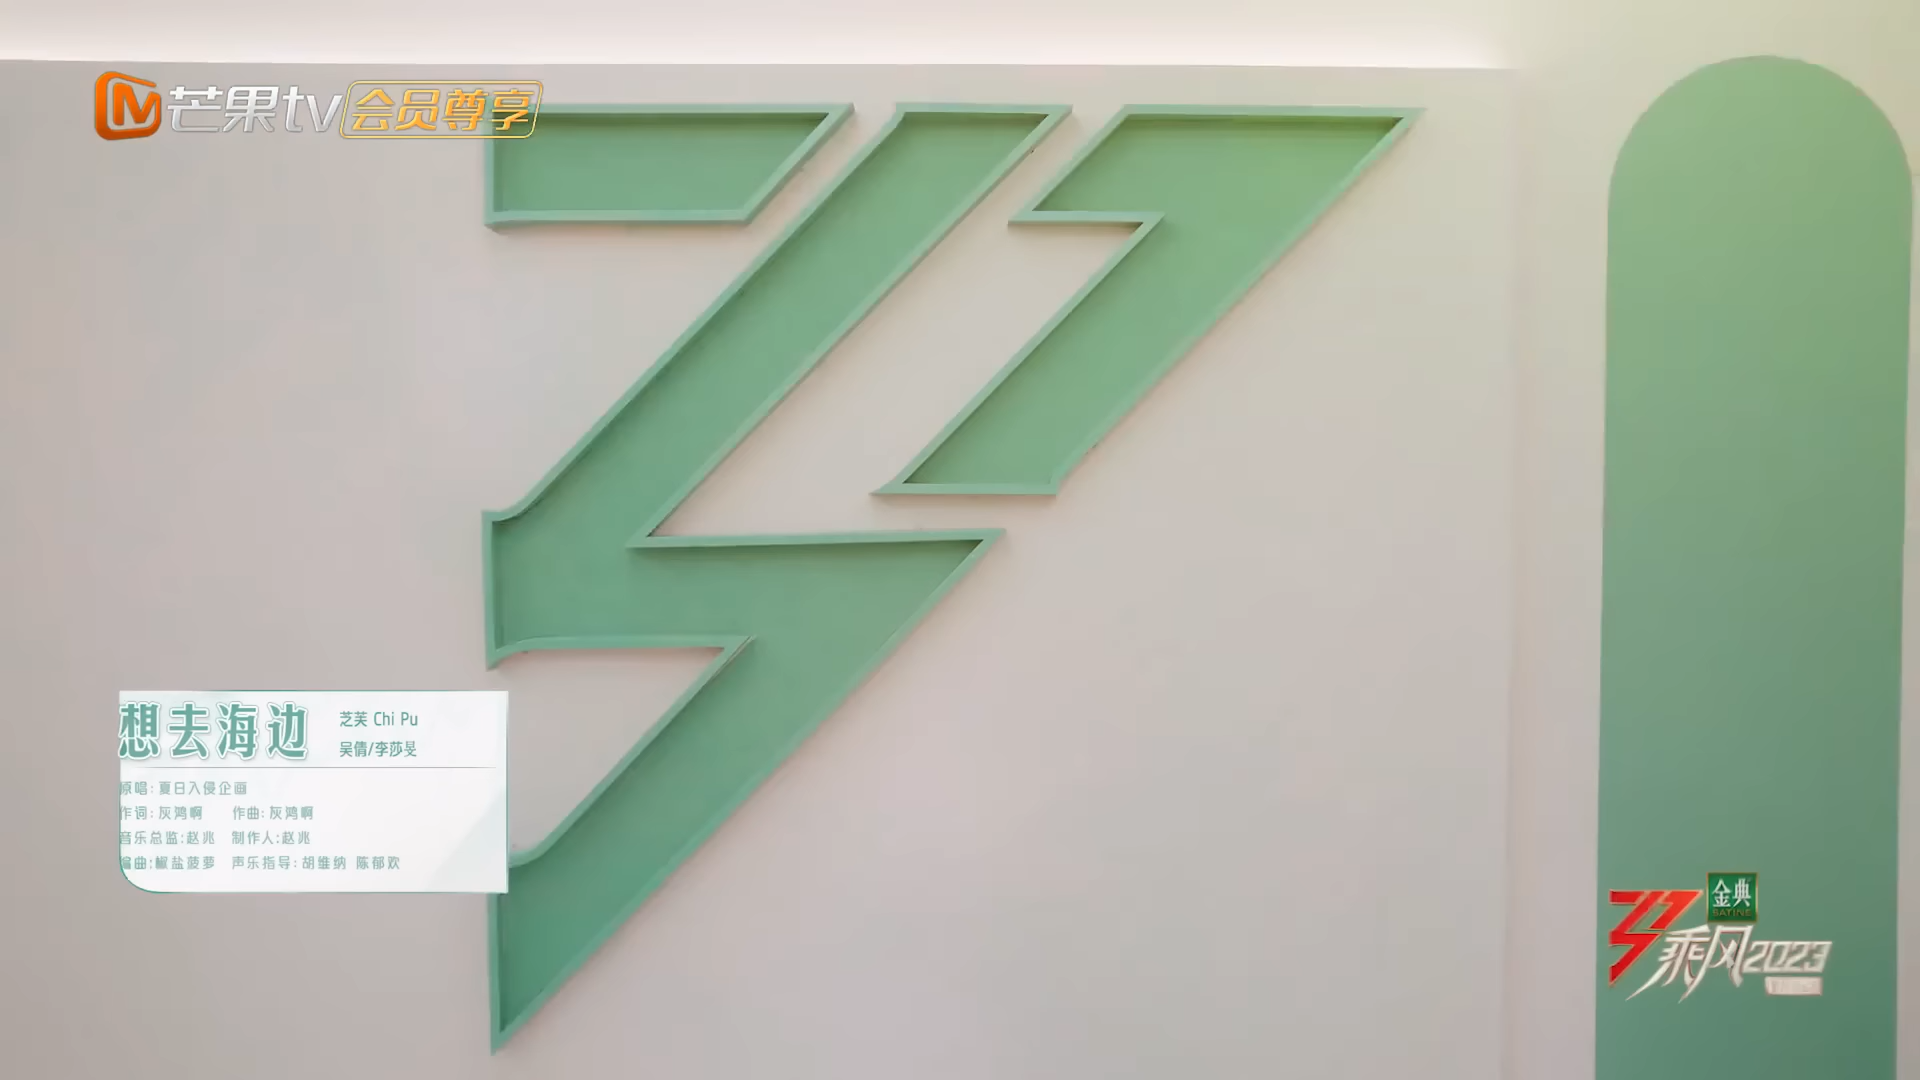 芒果tv会员尊享
想去海边
芝芙 Chi Pu
吴倩/李莎旻
原唱:夏日入侵企画
作词:灰鸿啊 作曲:灰鸿啊
音乐总监:赵兆 制作人:赵兆
编曲:椒盐菠萝 声乐指导:胡维纳 陈郁欢
金典
SATINE
乘风2023